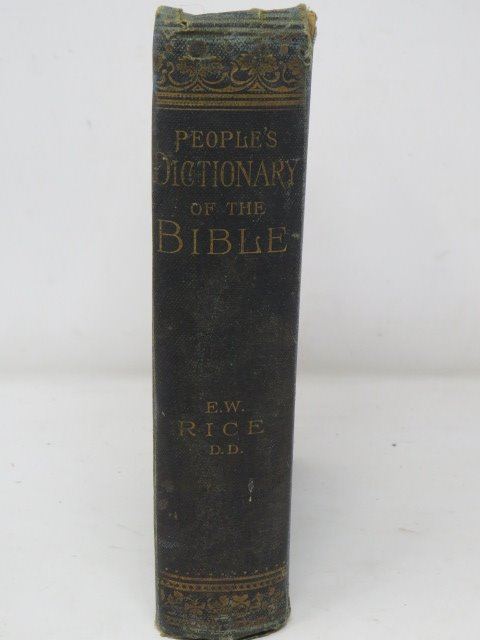 PEOPLE'S
DICTIONARY
OF THE
BIBLE
E.W.
RICE
D.D.